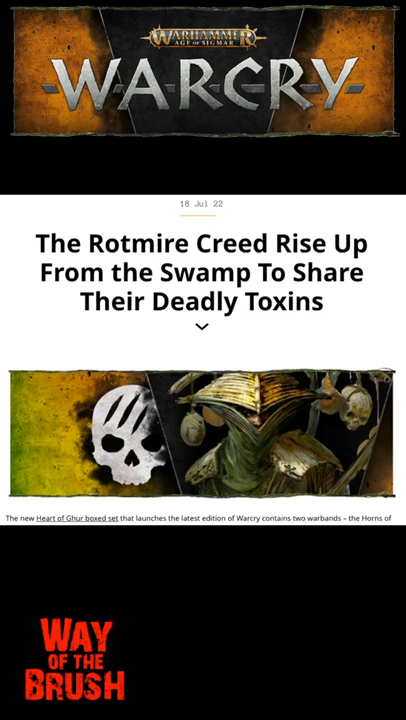 WARHAMMER
AGE OF SIGMAR
WARCRY
18 Jul 22
The Rotmire Creed Rise Up
From the Swamp To Share
Their Deadly Toxins
The new Heart of Ghur boxed set that launches the latest edition of Warcry contains two warbands – the Horns of
WAY
OF THE
BRUSH